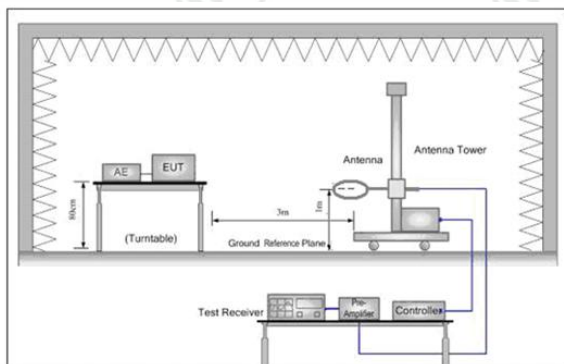 Antenna
Antenna Tower
AE
EUT
80cm
(Turntable)
3m
1m
Ground Reference Plane
Test Receiver
Pre-
Amplifier
Controller